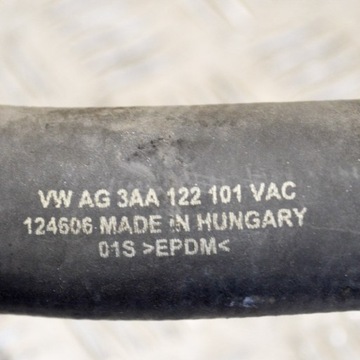 VW AG 3AA 122 101 VAC
124606 MADE IN HUNGARY
01S >EPDM<